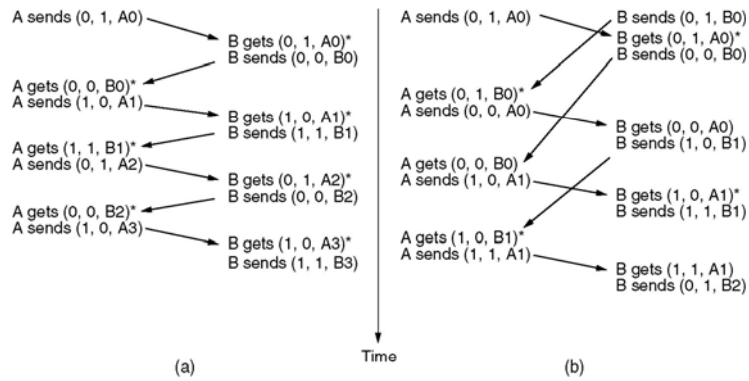 A sends (0, 1, A0)
B gets (0, 1, A0)*
B sends (0, 0, B0)
A gets (0, 0, B0)*
A sends (1, 0, A1)
B gets (1, 0, A1)*
B sends (1, 1, B1)
A gets (1, 1, B1)*
A sends (0, 1, A2)
B gets (0, 1, A2)*
B sends (0, 0, B2)
A gets (0, 0, B2)*
A sends (1, 0, A3)
B gets (1, 0, A3)*
B sends (1, 1, B3)
(a)
Time
A sends (0, 1, A0)
B sends (0, 1, B0)
B gets (0, 1, A0)*
B sends (0, 0, B0)
A gets (0, 1, B0)*
A sends (0, 0, A0)
B gets (0, 0, A0)
B sends (1, 0, B1)
A gets (0, 0, B0)
A sends (1, 0, A1)
B gets (1, 0, A1)*
B sends (1, 1, B1)
A gets (1, 0, B1)*
A sends (1, 1, A1)
B gets (1, 1, A1)
B sends (0, 1, B2)
(b)